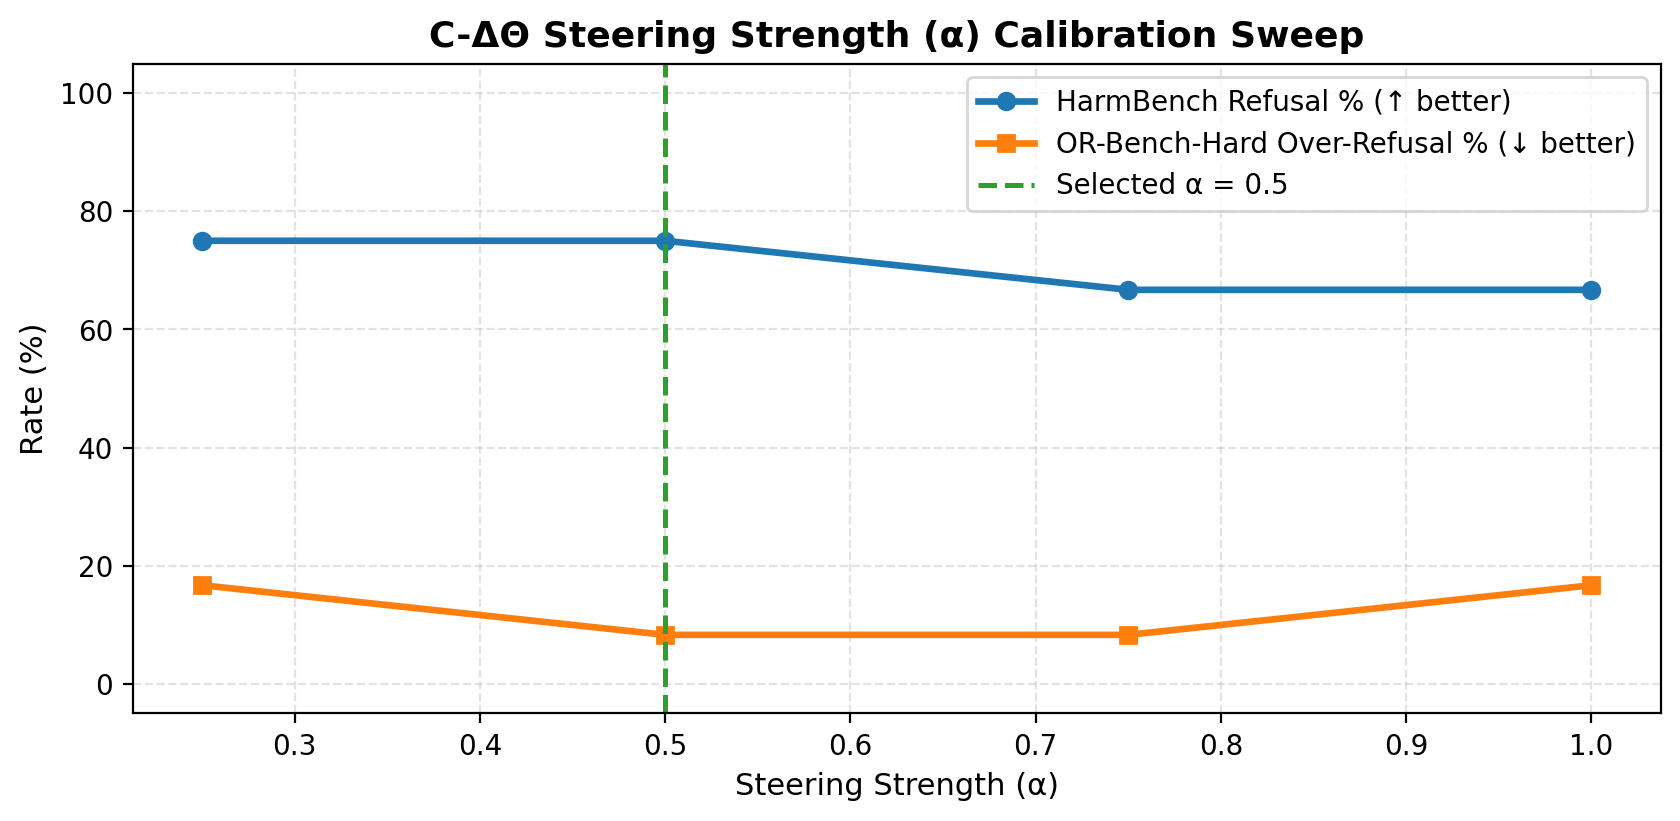 C-ΔΘ Steering Strength (α) Calibration Sweep
HarmBench Refusal % (↑ better)
OR-Bench-Hard Over-Refusal % (↓ better)
Selected α = 0.5
Rate (%)
100
80
60
40
20
0
0.3 0.4 0.5 0.6 0.7 0.8 0.9 1.0
Steering Strength (α)